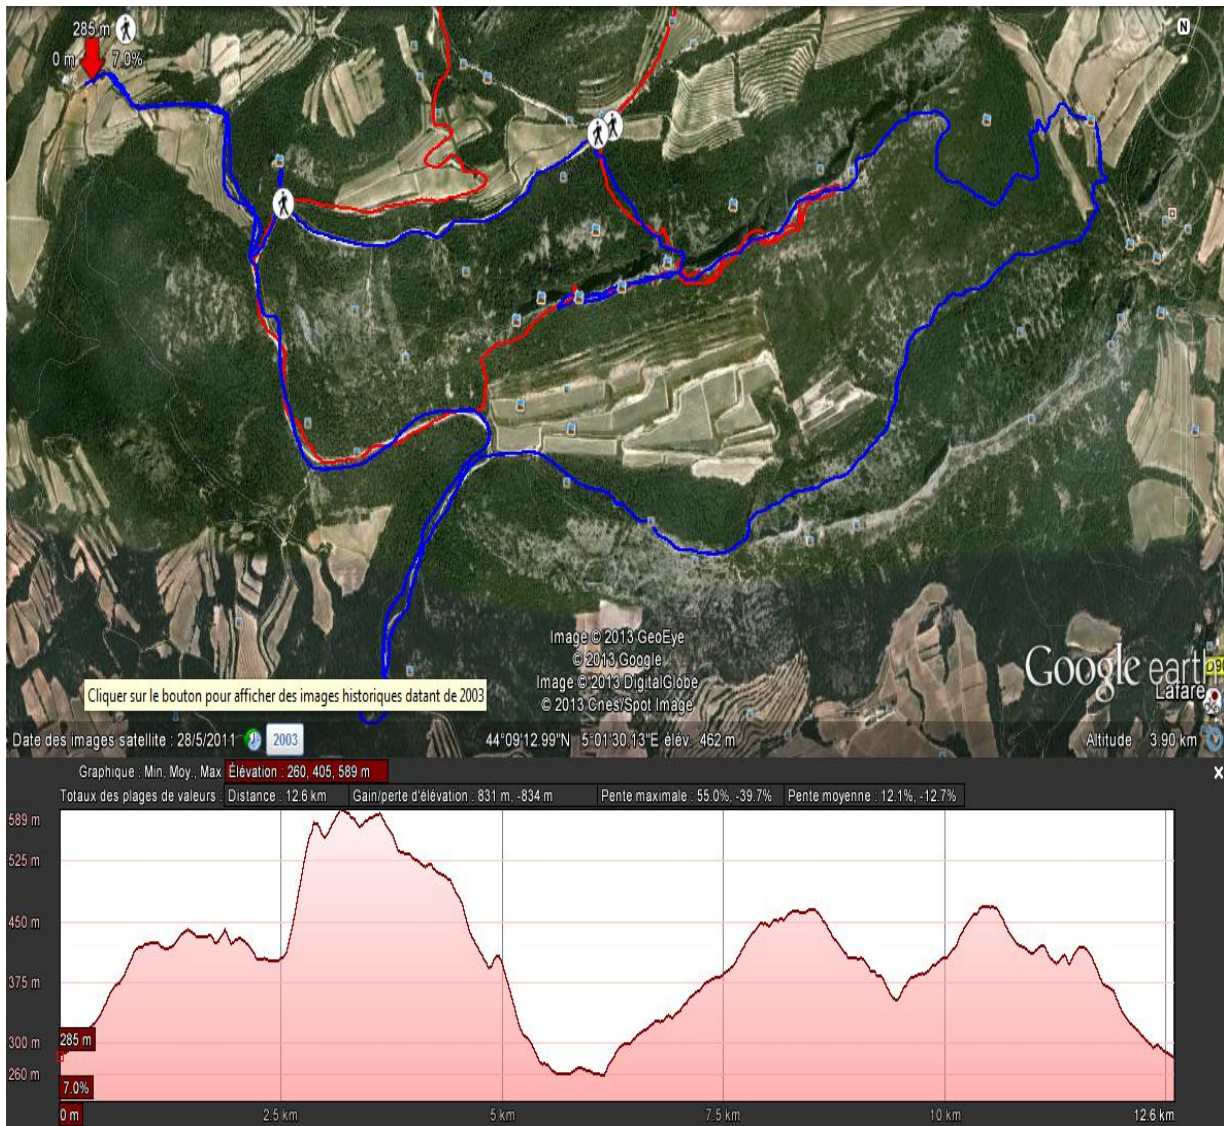 285 m
0 m 7.0%
N
Image © 2013 GeoEye
© 2013 Google
Image © 2013 DigitalGlobe
© 2013 Cnes/Spot Image
Google earth
Lafare
Cliquer sur le bouton pour afficher des images historiques datant de 2003
Date des images satellite : 28/5/2011 2003 44°09'12.99"N 5°01'30.13"E élév. 462 m Altitude 3.90 km
Graphique : Min, Moy., Max Élévation : 260, 405, 589 m x
Totaux des plages de valeurs : Distance : 12.6 km Gain/perte d'élévation : 831 m, -834 m Pente maximale : 55.0%, -39.7% Pente moyenne : 12.1%, -12.7%
589 m
525 m
450 m
375 m
300 m
285 m
260 m
7.0%
0 m 2.5 km 5 km 7.5 km 10 km 12.6 km